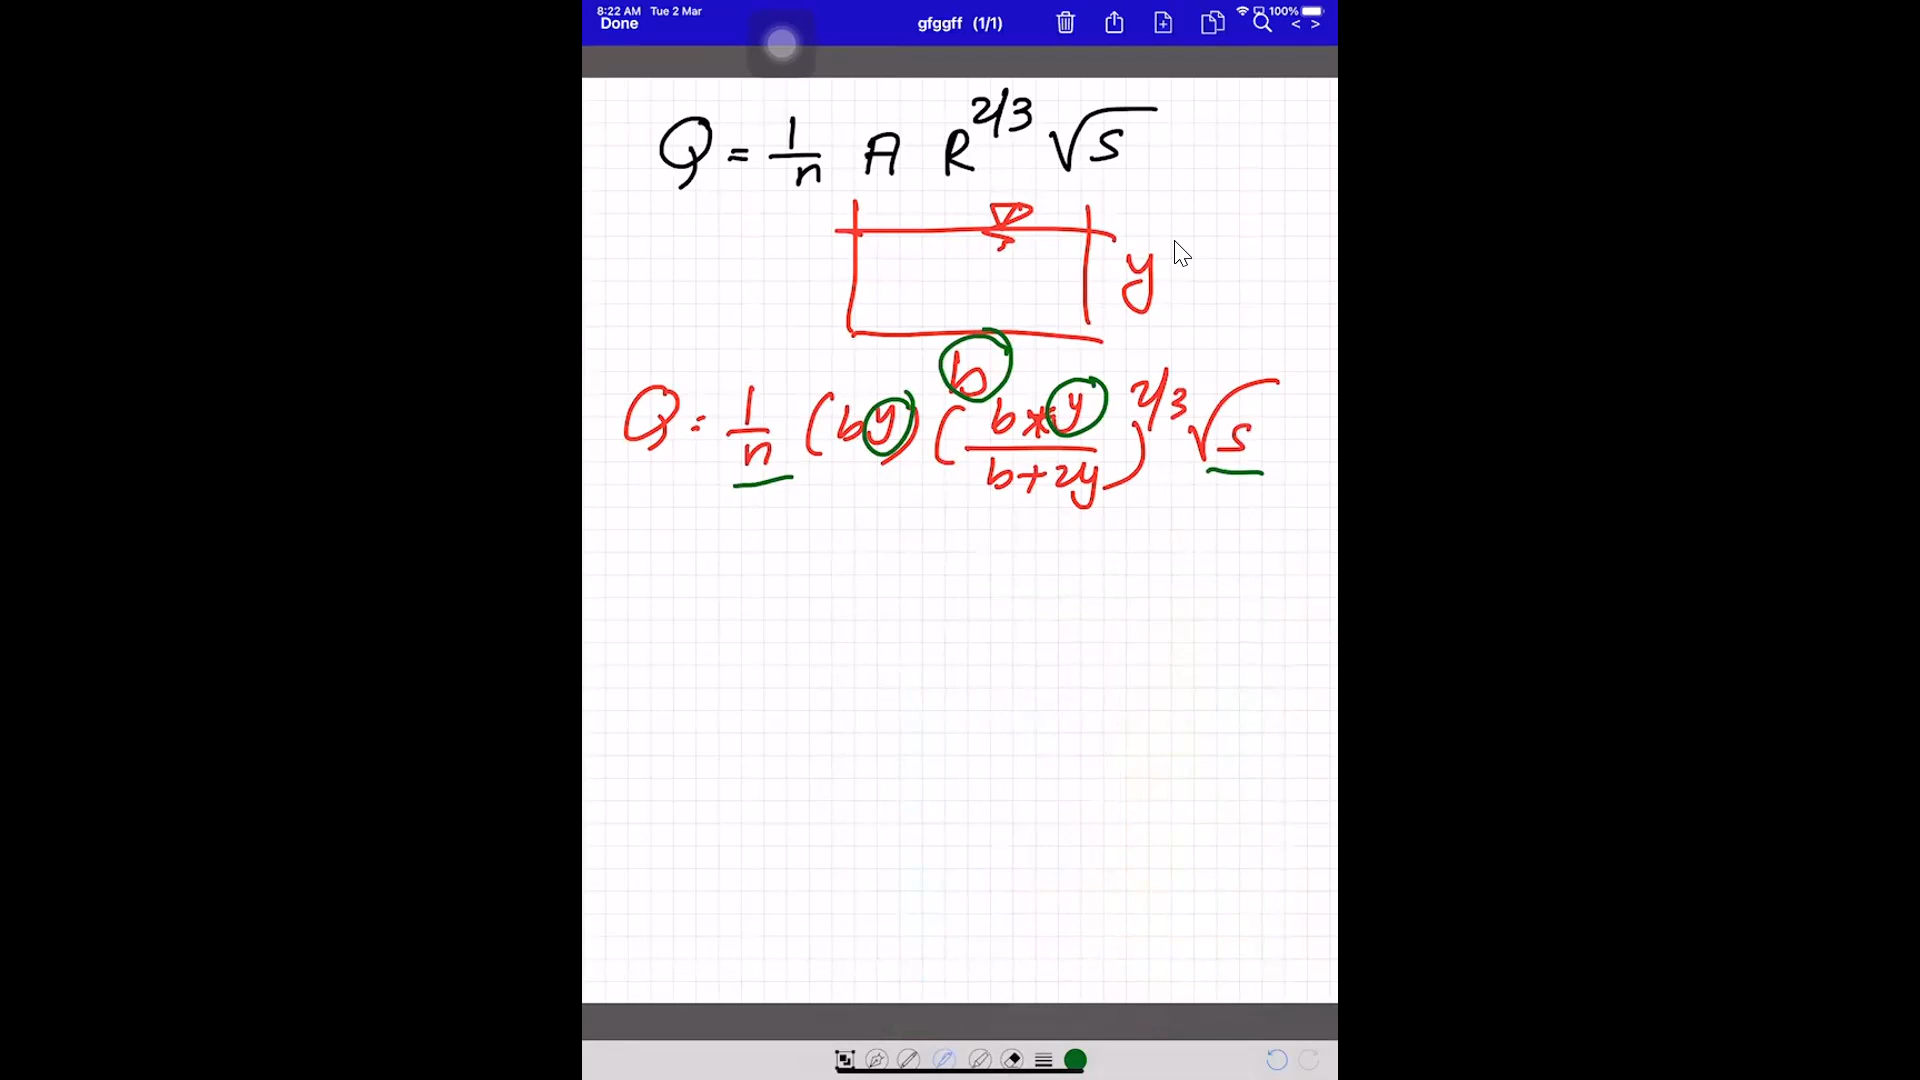 8:22 AM Tue 2 Mar 100%
Done gfggff (1/1) < >
Q = 1/n A R^2/3 √S
y
b
Q = 1/n (by) (b*y / b+2y)^2/3 √S